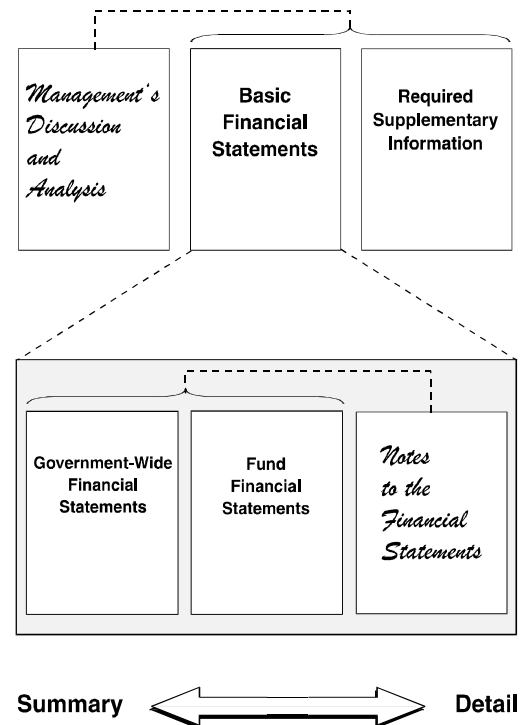 Management's
Discussion
and
Analysis
Basic
Financial
Statements
Required
Supplementary
Information
Government-Wide
Financial
Statements
Fund
Financial
Statements
Notes
to the
Financial
Statements
Summary
Detail